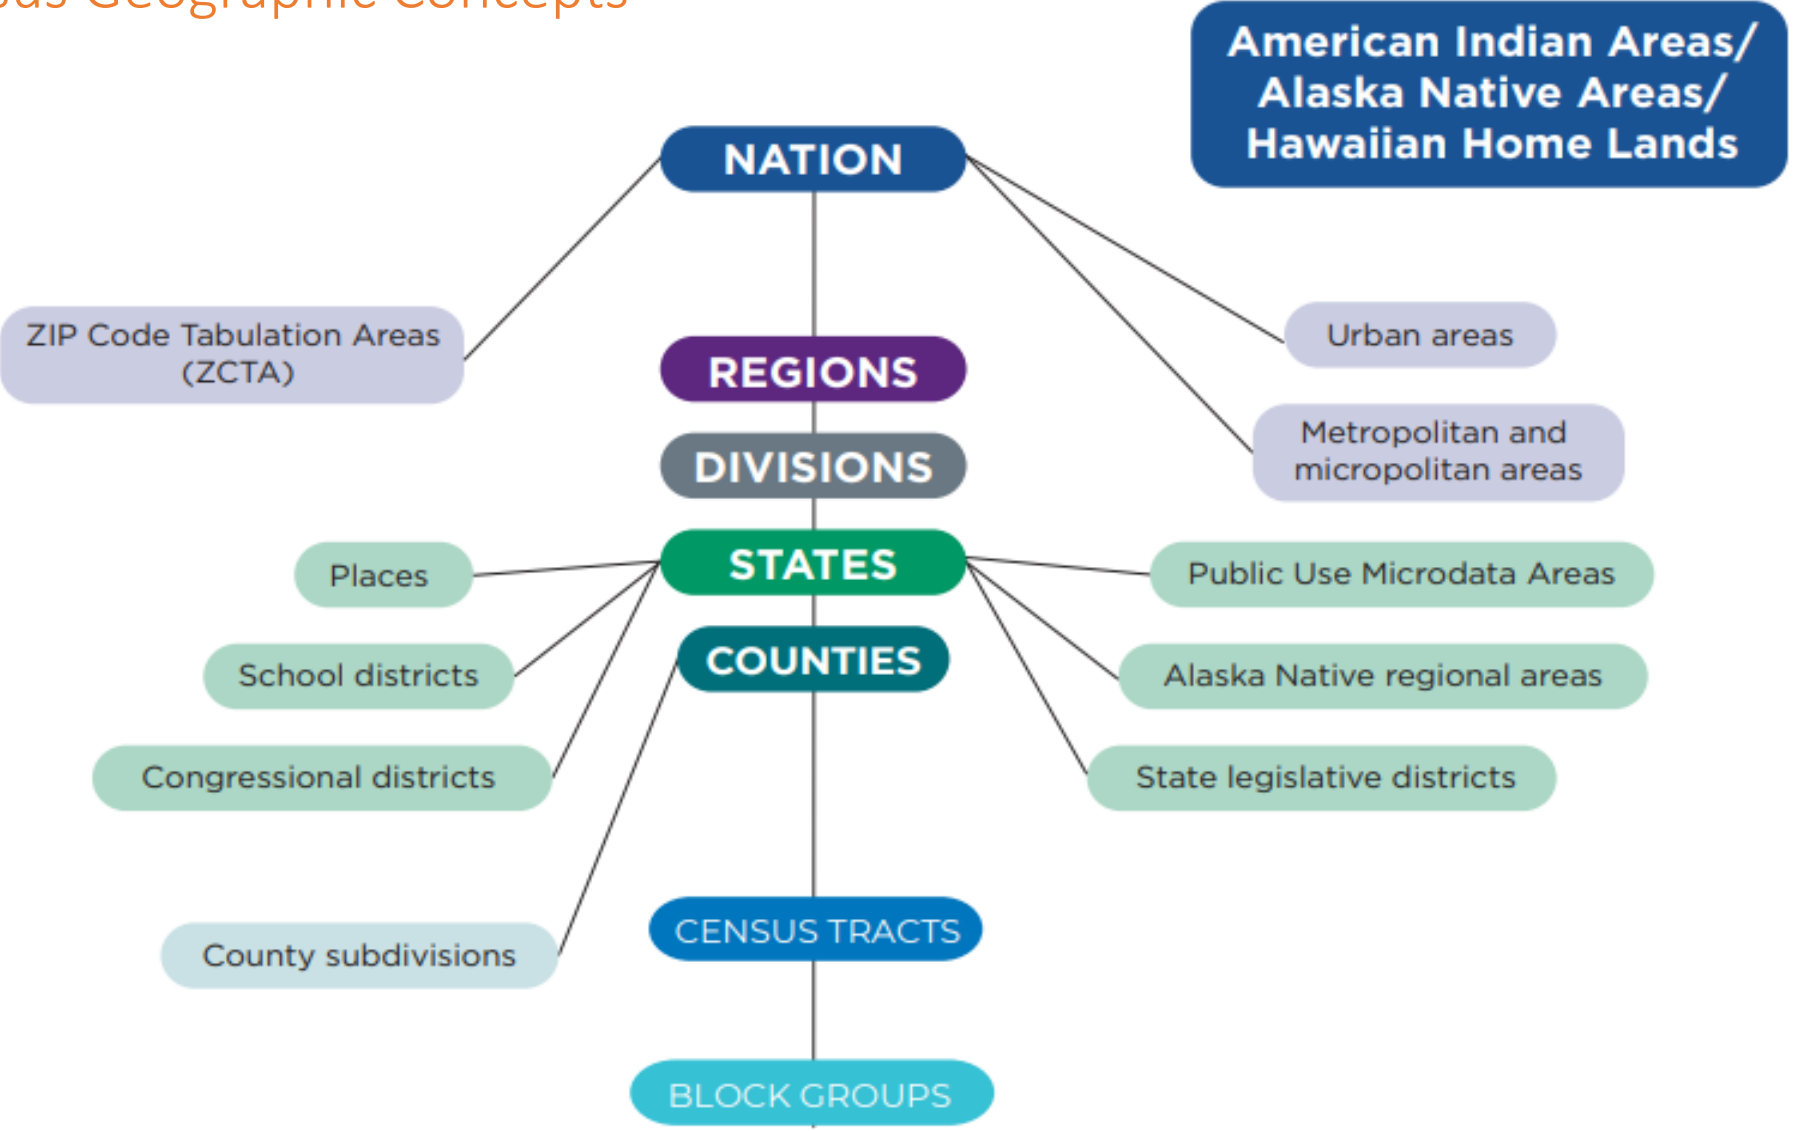 Geographic Concepts
American Indian Areas/
Alaska Native Areas/
Hawaiian Home Lands
NATION
ZIP Code Tabulation Areas
(ZCTA)
Urban areas
REGIONS
Metropolitan and
micropolitan areas
DIVISIONS
STATES
Places
Public Use Microdata Areas
COUNTIES
School districts
Alaska Native regional areas
Congressional districts
State legislative districts
CENSUS TRACTS
County subdivisions
BLOCK GROUPS